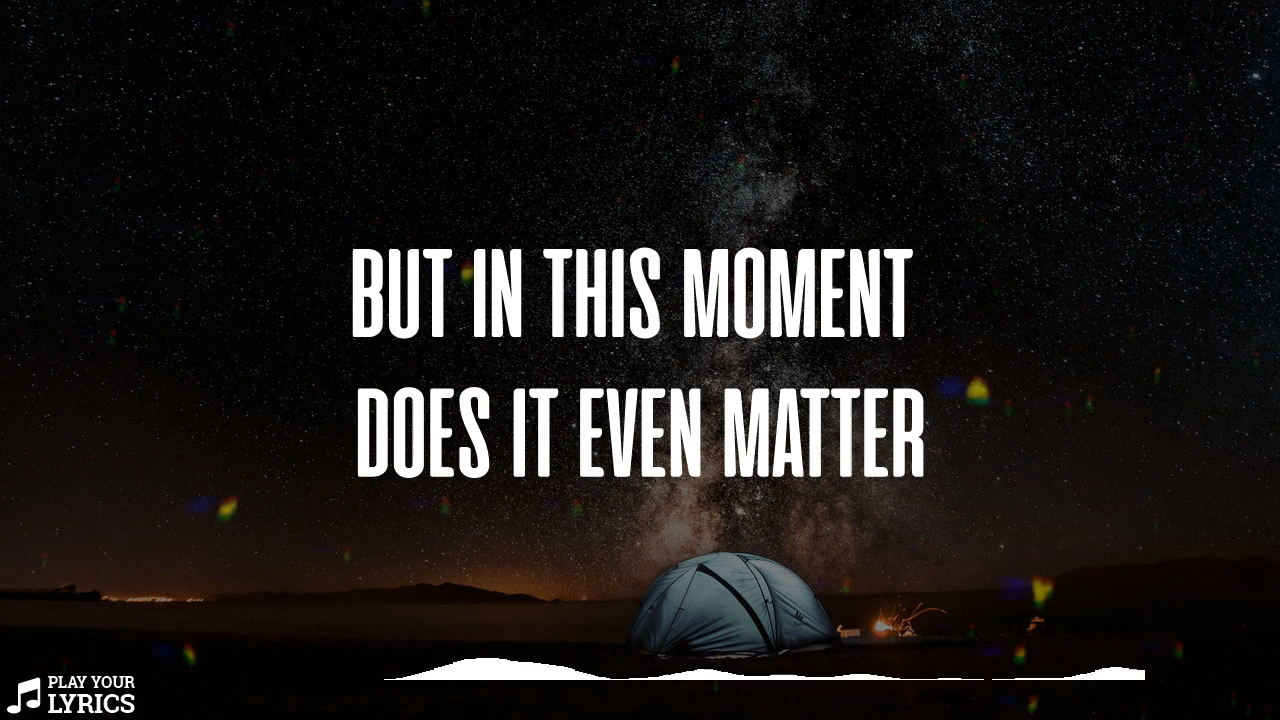 BUT IN THIS MOMENT
DOES IT EVEN MATTER
PLAY YOUR
LYRICS